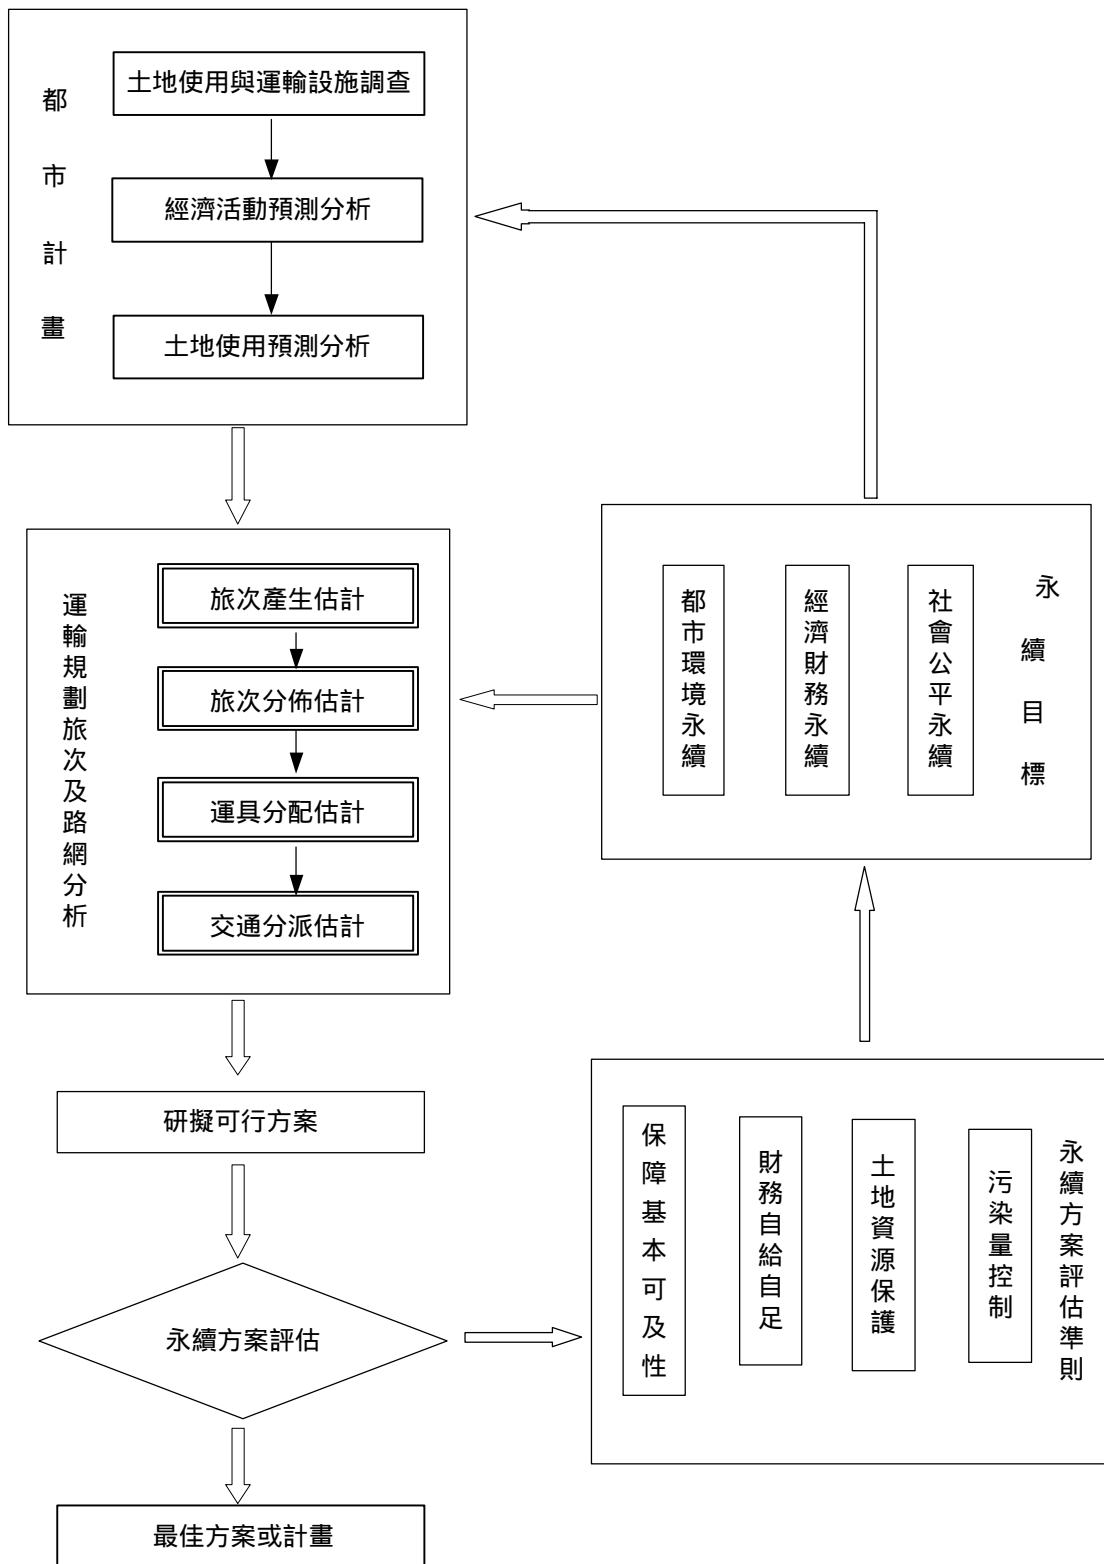 都市計畫
土地使用與運輸設施調查
經濟活動預測分析
土地使用預測分析
運輸規劃旅次及路網分析
旅次產生估計
旅次分佈估計
運具分配估計
交通分派估計
都市環境永續
經濟財務永續
社會公平永續
永續目標
研擬可行方案
永續方案評估
保障基本可及性
財務自給自足
土地資源保護
污染量控制
永續方案評估準則
最佳方案或計畫